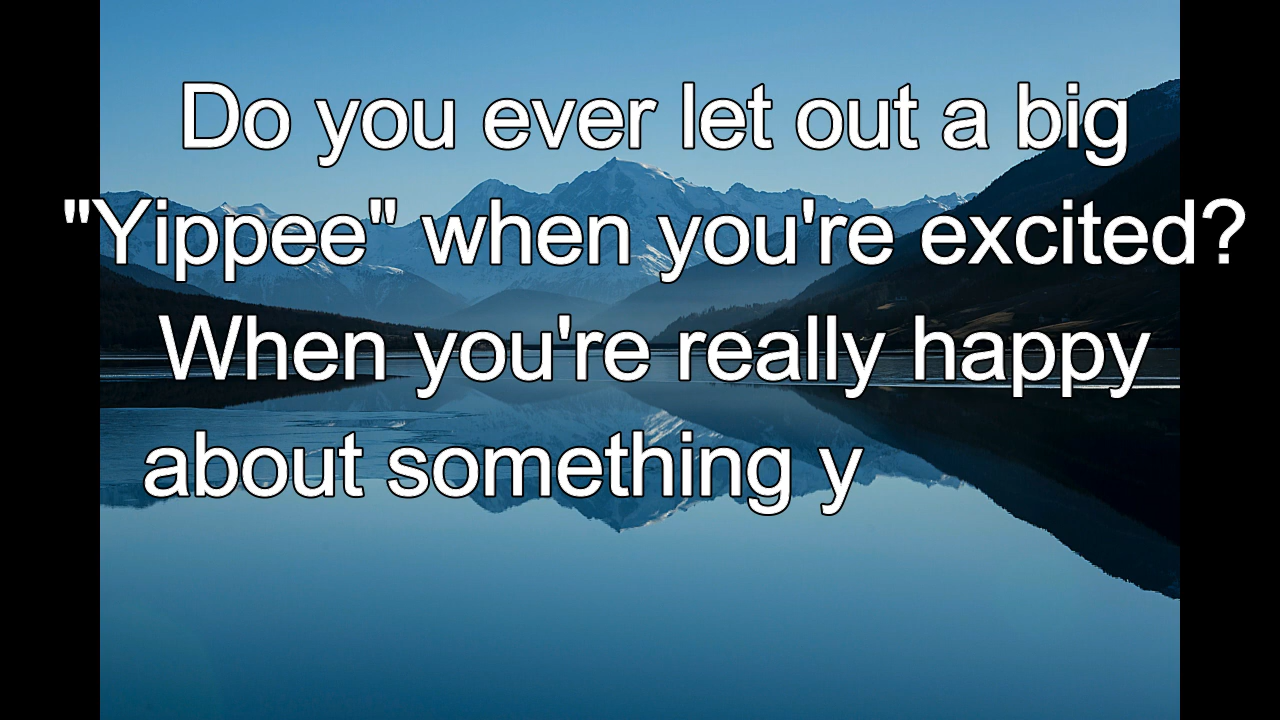 Do you ever let out a big
"Yippee" when you're excited?
When you're really happy
about something y